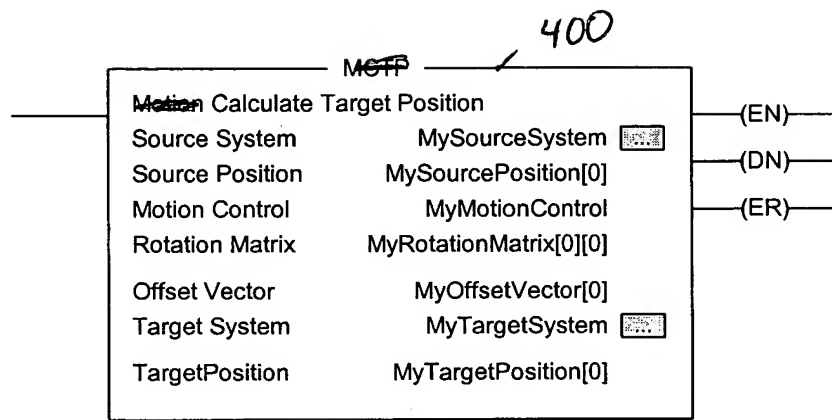 400
MCTP
Motion Calculate Target Position
Source System MySourceSystem ...
Source Position MySourcePosition[0]
Motion Control MyMotionControl
Rotation Matrix MyRotationMatrix[0][0]
Offset Vector MyOffsetVector[0]
Target System MyTargetSystem ...
TargetPosition MyTargetPosition[0]
(EN)
(DN)
(ER)